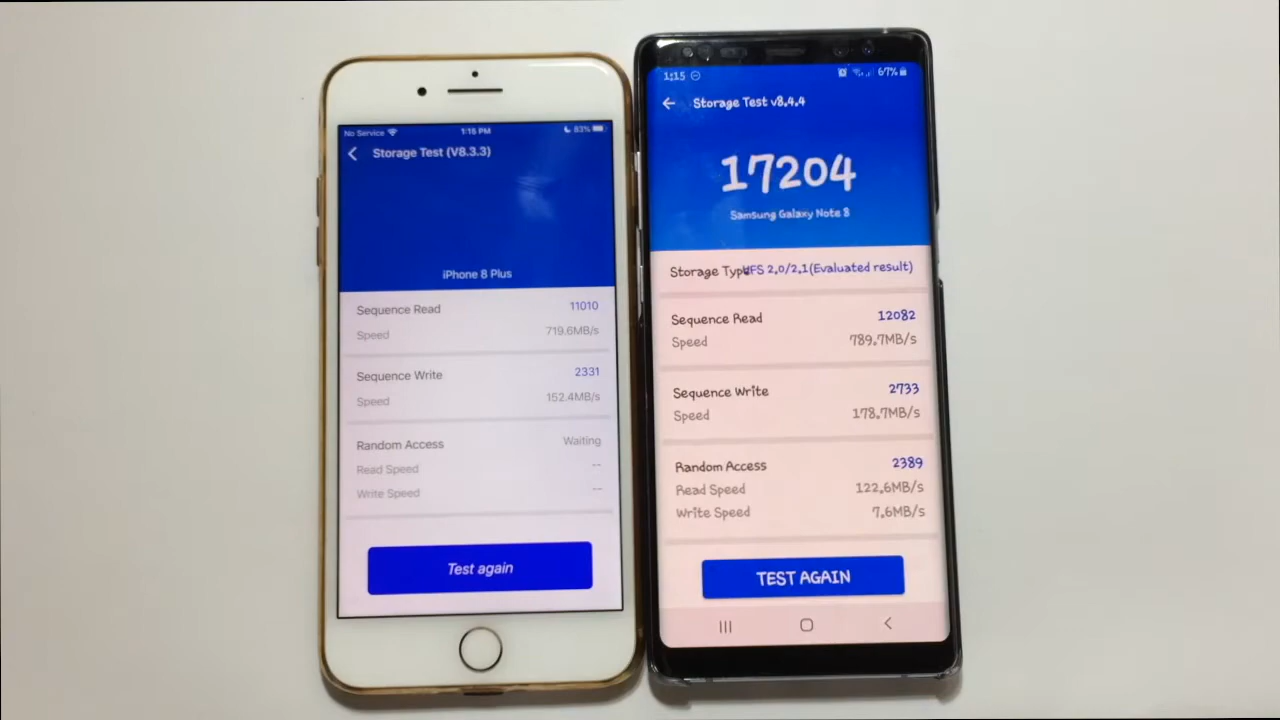 No Service
1:15 PM
83%
Storage Test (V8.3.3)
iPhone 8 Plus
Sequence Read 11010
Speed 719.6MB/s
Sequence Write 2331
Speed 152.4MB/s
Random Access Waiting
Read Speed --
Write Speed --
Test again
1:15
67%
Storage Test v8.4.4
17204
Samsung Galaxy Note 8
Storage Type UFS 2.0/2.1(Evaluated result)
Sequence Read 12082
Speed 789.7MB/s
Sequence Write 2733
Speed 178.7MB/s
Random Access 2389
Read Speed 122.6MB/s
Write Speed 7.6MB/s
TEST AGAIN